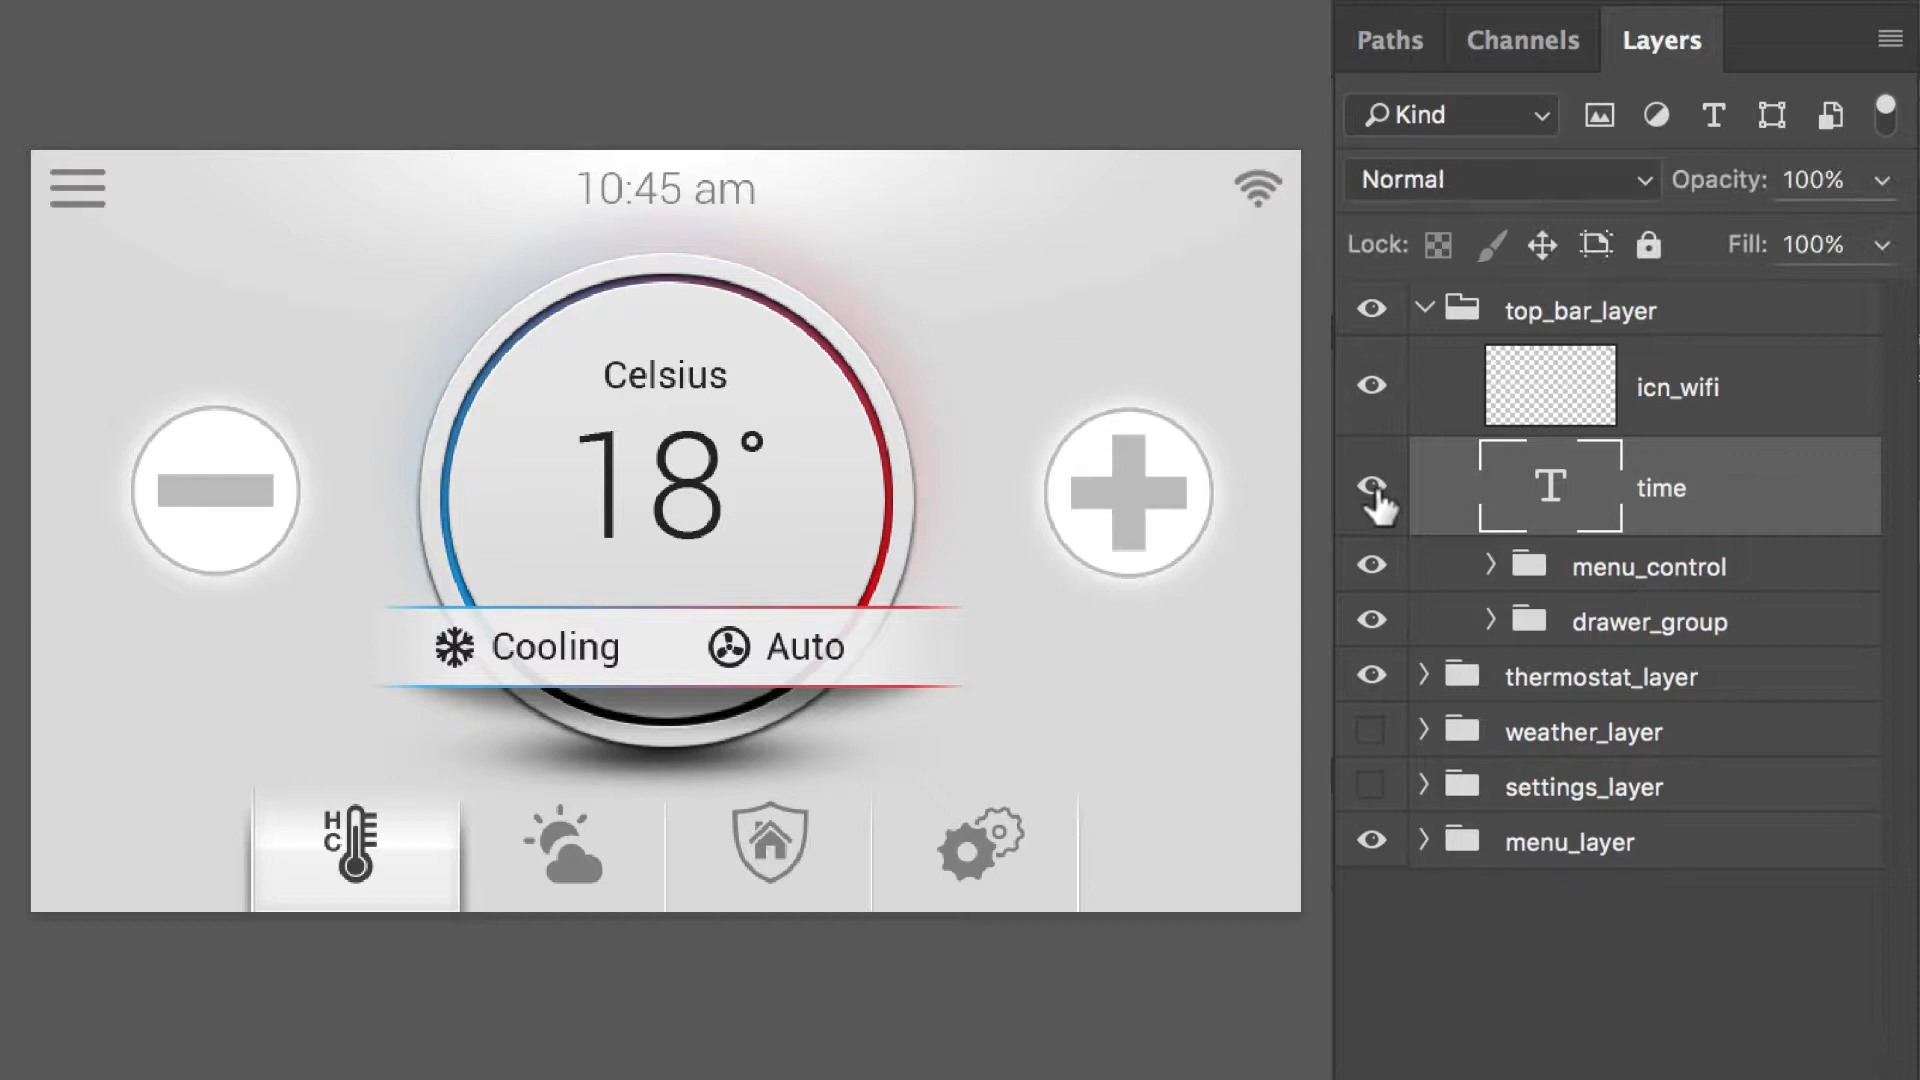 Paths Channels Layers
Kind
Normal Opacity: 100%
Lock: Fill: 100%
top_bar_layer
icn_wifi
T time
menu_control
drawer_group
thermostat_layer
weather_layer
settings_layer
menu_layer
10:45 am
Celsius
18°
Cooling Auto
H
C